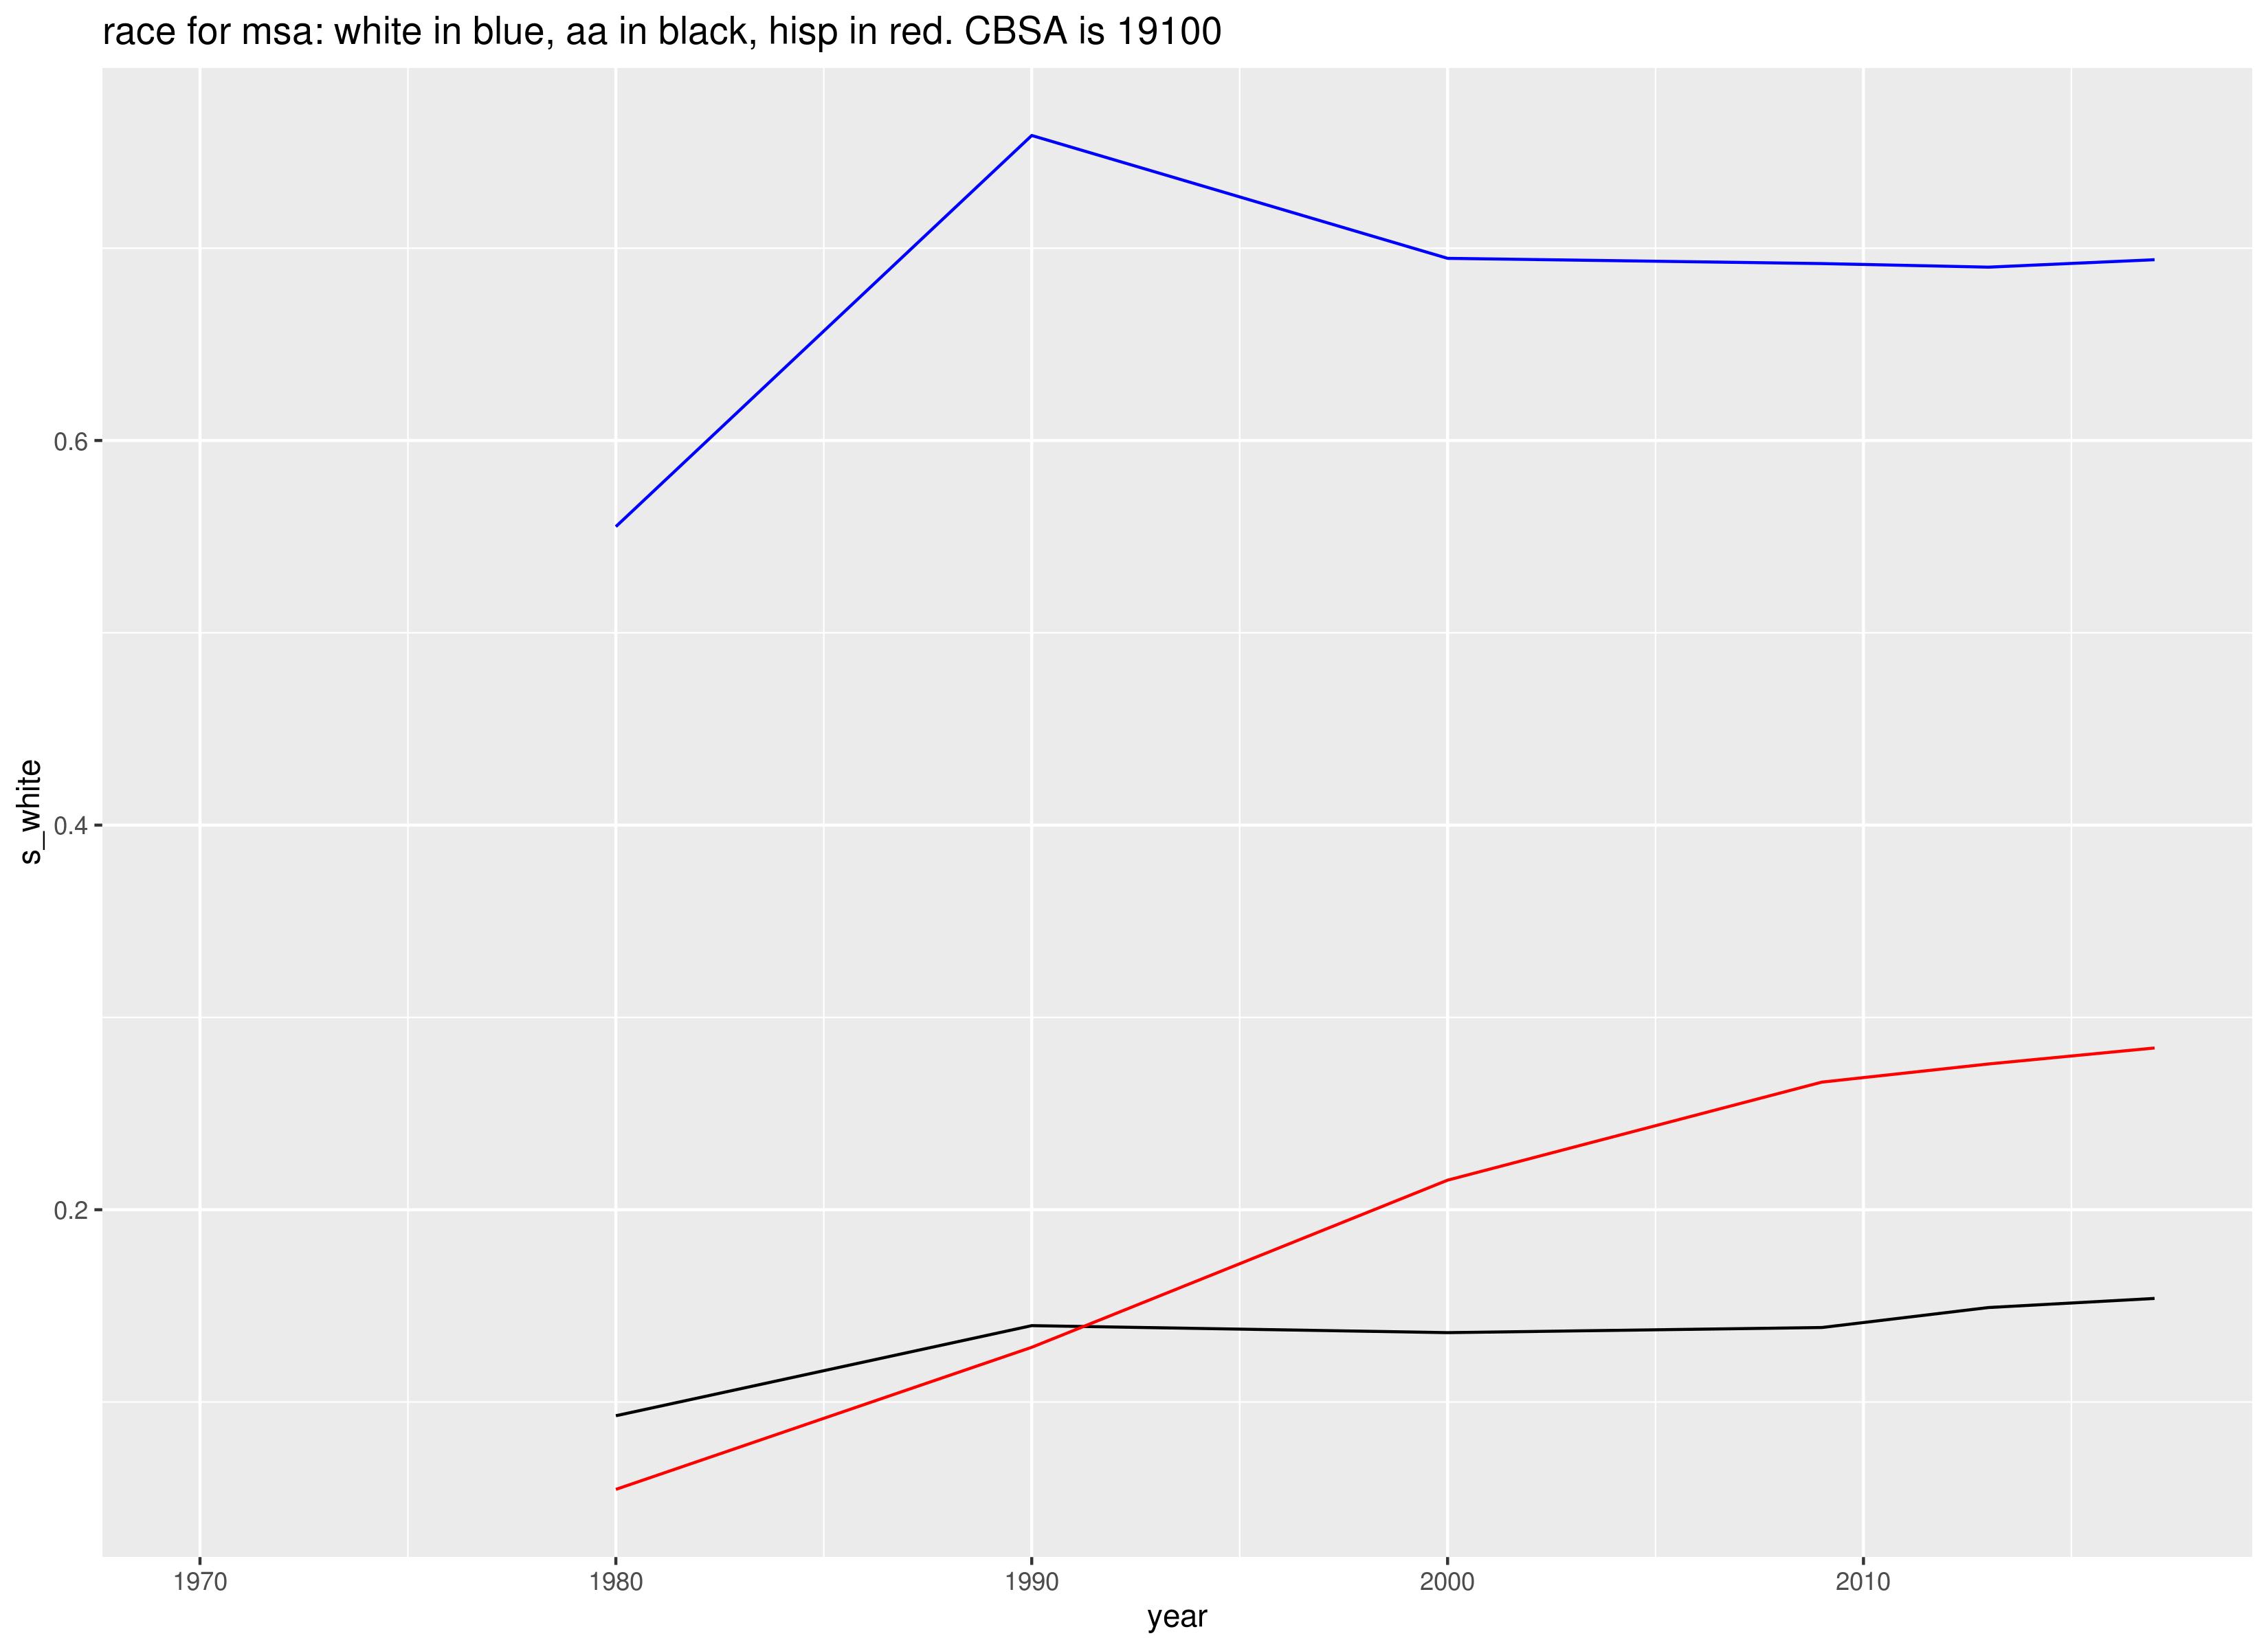 race for msa: white in blue, aa in black, hisp in red. CBSA is 19100
s_white
0.6
0.4
0.2
1970 1980 1990 2000 2010
year